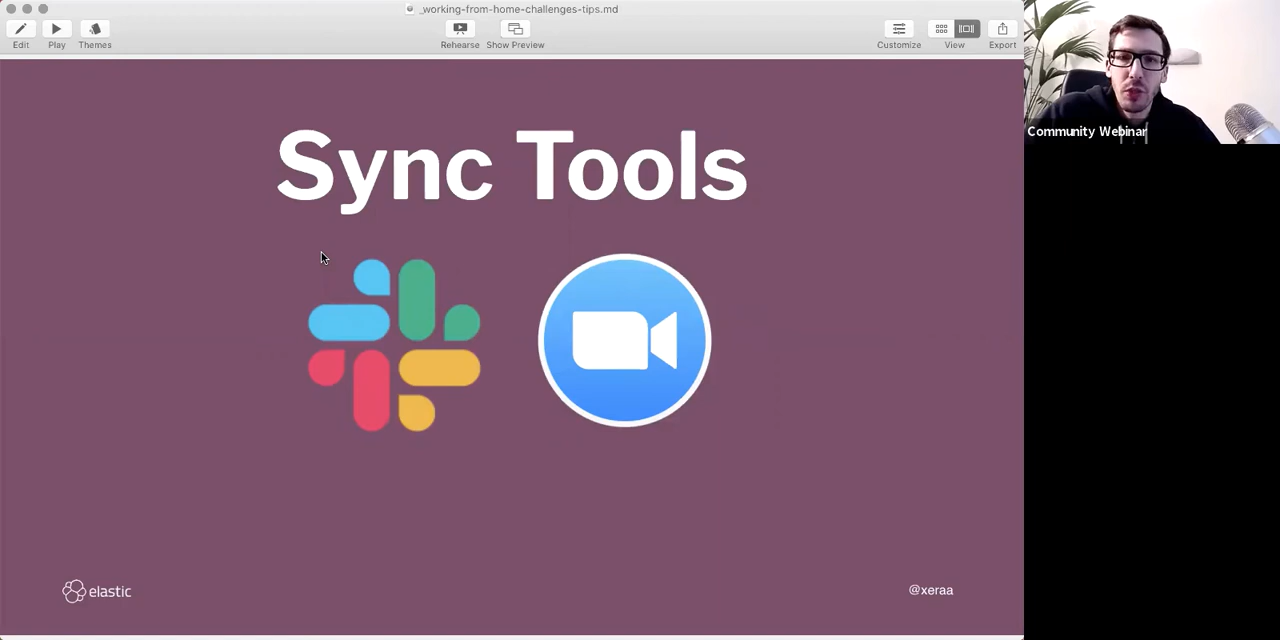 _working-from-home-challenges-tips.md
Edit Play Themes Rehearse Show Preview Customize View Export
Community Webinar
Sync Tools
elastic
@xeraa